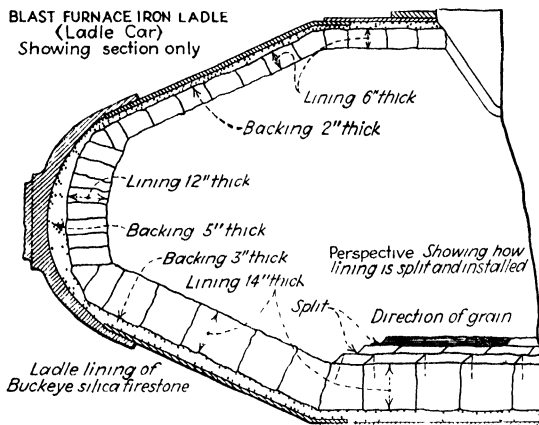 BLAST FURNACE IRON LADLE
(Ladle Car)
Showing section only
Lining 6" thick
Backing 2" thick
Lining 12" thick
Backing 5" thick
Backing 3" thick
Lining 14" thick
Perspective Showing how
lining is split and installed
Split
Direction of grain
Ladle lining of
Buckeye silica firestone